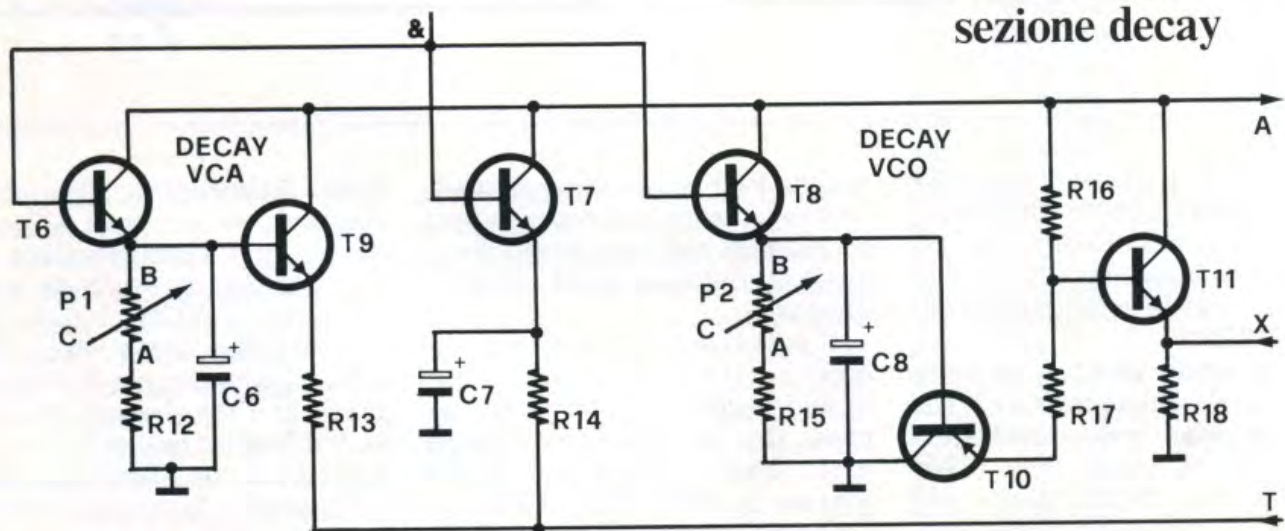 sezione decay
&
A
DECAY
VCA
DECAY
VCO
T6
T9
T7
T8
R16
T11
B
P1
C
A
B
P2
C
A
X
C6
R12
R13
C7
R14
C8
R15
R17
R18
T10
T
+
+
+